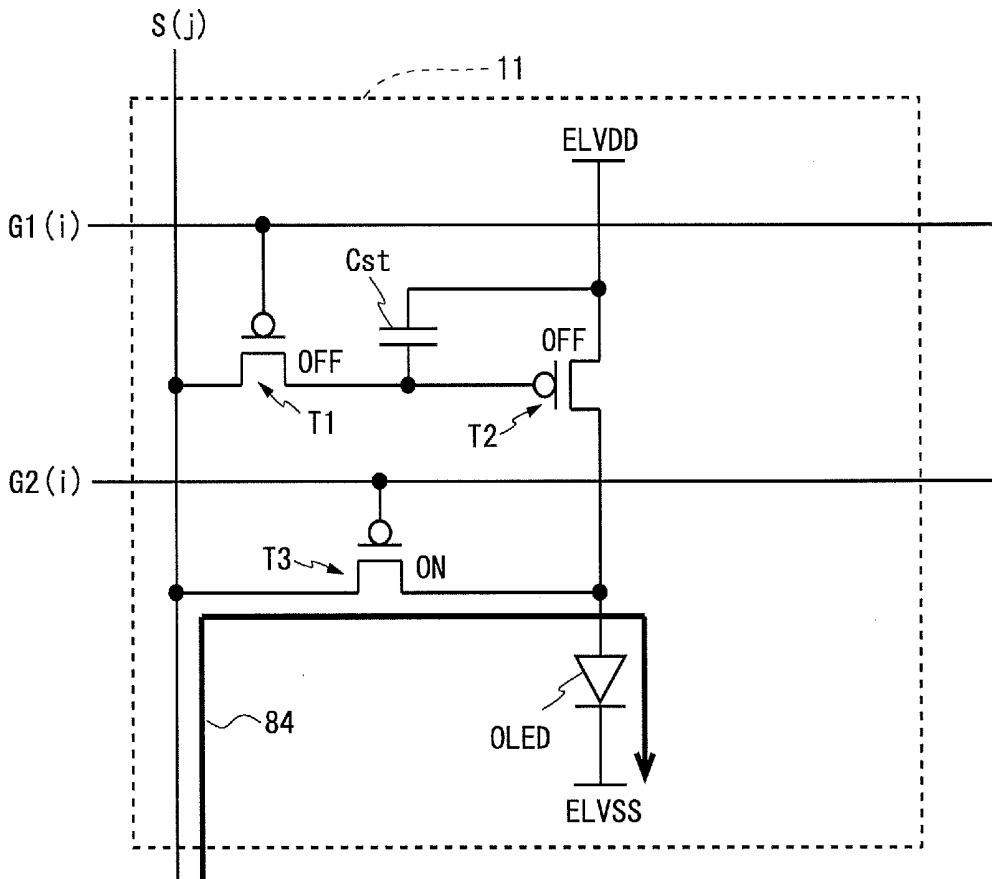 S(j)
11
ELVDD
G1(i)
Cst
OFF
OFF
T1
T2
G2(i)
T3
ON
84
OLED
ELVSS